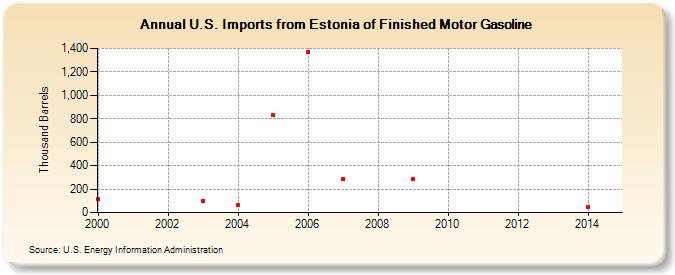 Annual U.S. Imports from Estonia of Finished Motor Gasoline
Thousand Barrels
1,400
1,200
1,000
800
600
400
200
0
2000 2002 2004 2006 2008 2010 2012 2014
Source: U.S. Energy Information Administration